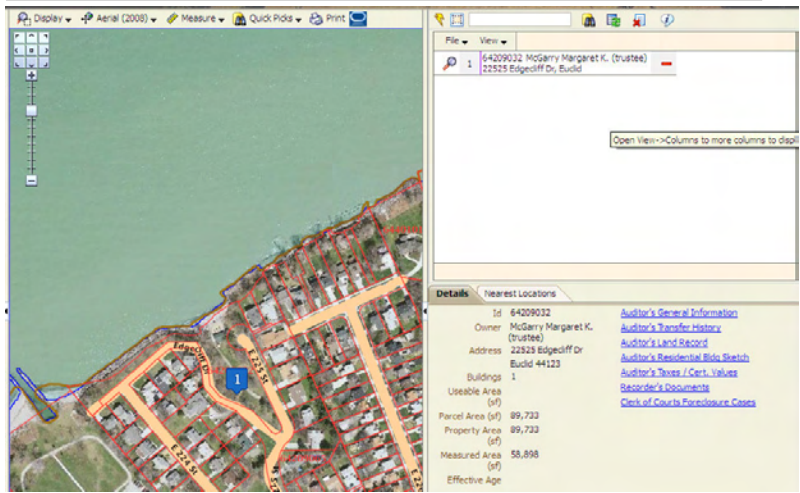 Display Aerial (2008) Measure Quick Picks Print
File View
1 64209032 McGarry Margaret K. (trustee)
22525 Edgecliff Dr, Euclid
Open View->Columns to more columns to displ
Edgecliff Dr
E 225 St
1
E 224 St
Details Nearest Locations
Id 64209032
Owner McGarry Margaret K.
(trustee)
Address 22525 Edgecliff Dr
Euclid 44123
Buildings 1
Useable Area
(sf)
Parcel Area (sf) 89,733
Property Area 89,733
(sf)
Measured Area 58,898
(sf)
Effective Age
Auditor's General Information
Auditor's Transfer History
Auditor's Land Record
Auditor's Residential Bldg Sketch
Auditor's Taxes / Cert. Values
Recorder's Documents
Clerk of Courts Foreclosure Cases